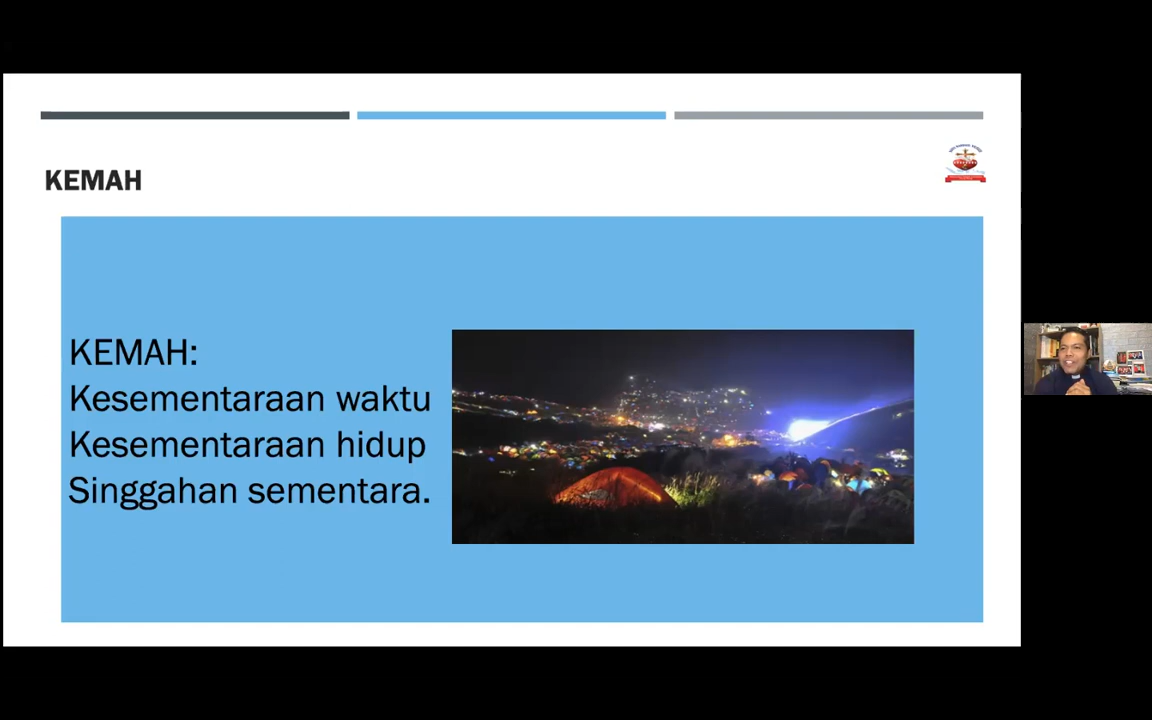 KEMAH
KEMAH:
Kesementaraan waktu
Kesementaraan hidup
Singgahan sementara.